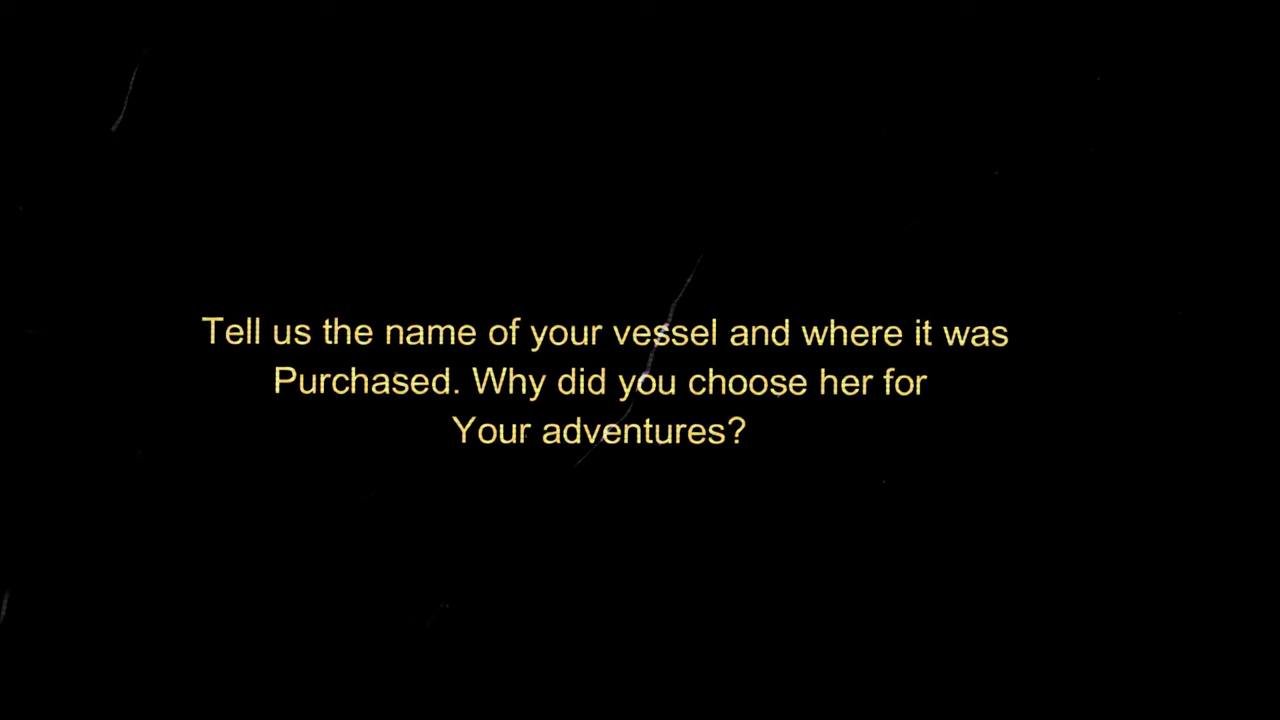 Tell us the name of your vessel and where it was
Purchased. Why did you choose her for
Your adventures?